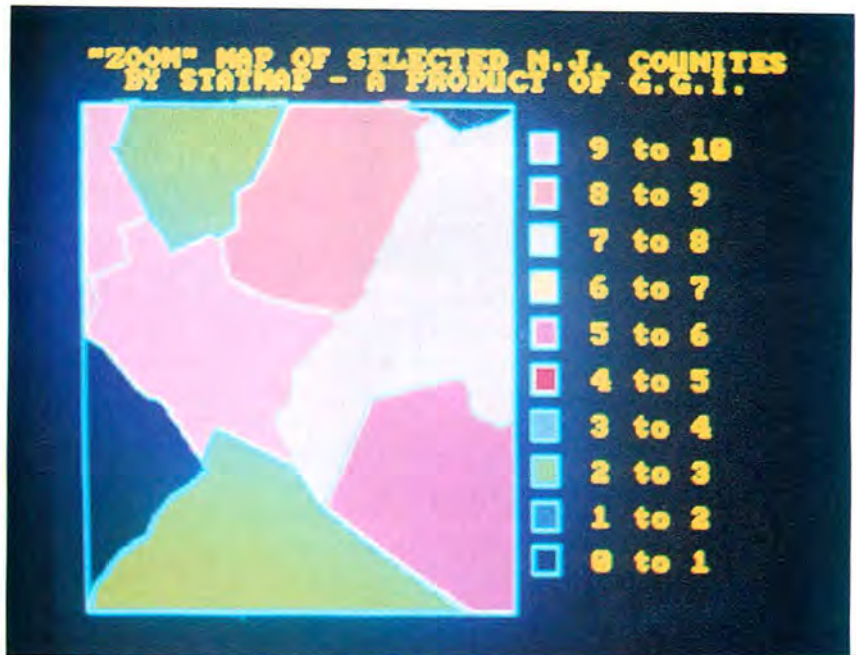 "ZOOM" MAP OF SELECTED N.J. COUNITES
BY STATMAP - A PRODUCT OF G.G.I.
9 to 10
8 to 9
7 to 8
6 to 7
5 to 6
4 to 5
3 to 4
2 to 3
1 to 2
0 to 1